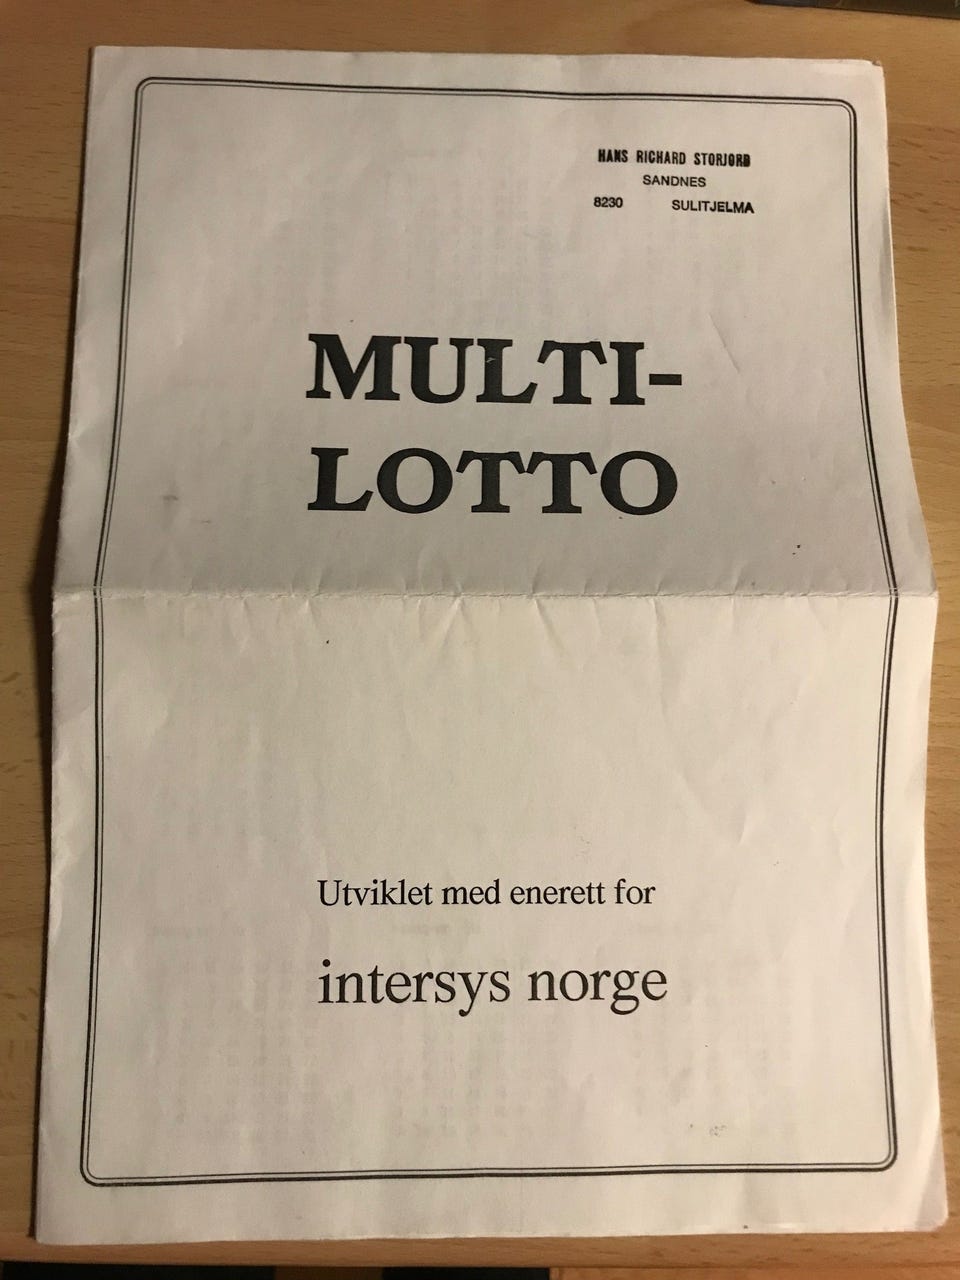 HANS RICHARD STORJORD
SANDNES
8230 SULITJELMA
MULTI-
LOTTO
Utviklet med enerett for
intersys norge